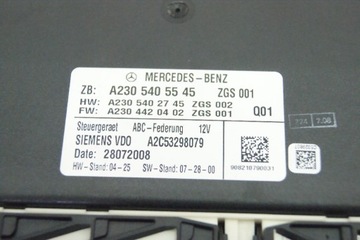 MERCEDES-BENZ
ZB: A230 540 55 45 ZGS 001
HW: A230 540 27 45 ZGS 002
FW: A230 442 04 02 ZGS 001 Q01
Steuergeraet ABC-Federung 12V
SIEMENS VDO A2C53298079
Date: 28072008
HW-Stand: 04-25 SW-Stand: 07-28-00